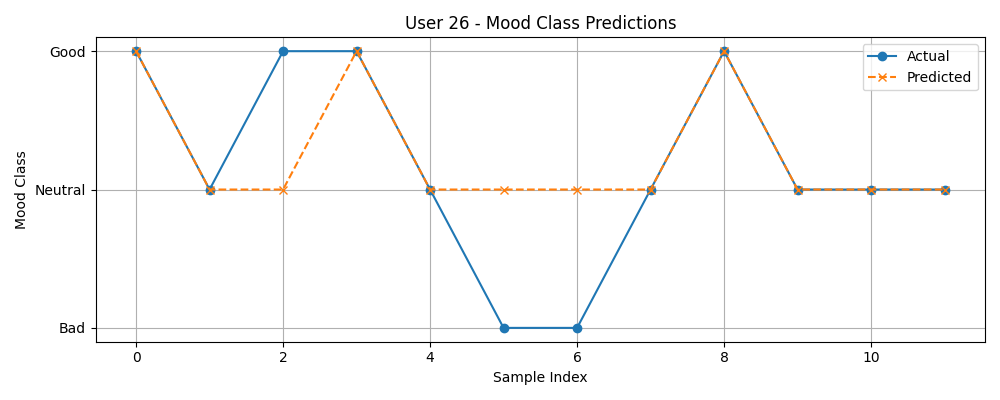 User 26 - Mood Class Predictions
Good
Neutral
Bad
Mood Class
Actual
Predicted
0 2 4 6 8 10
Sample Index